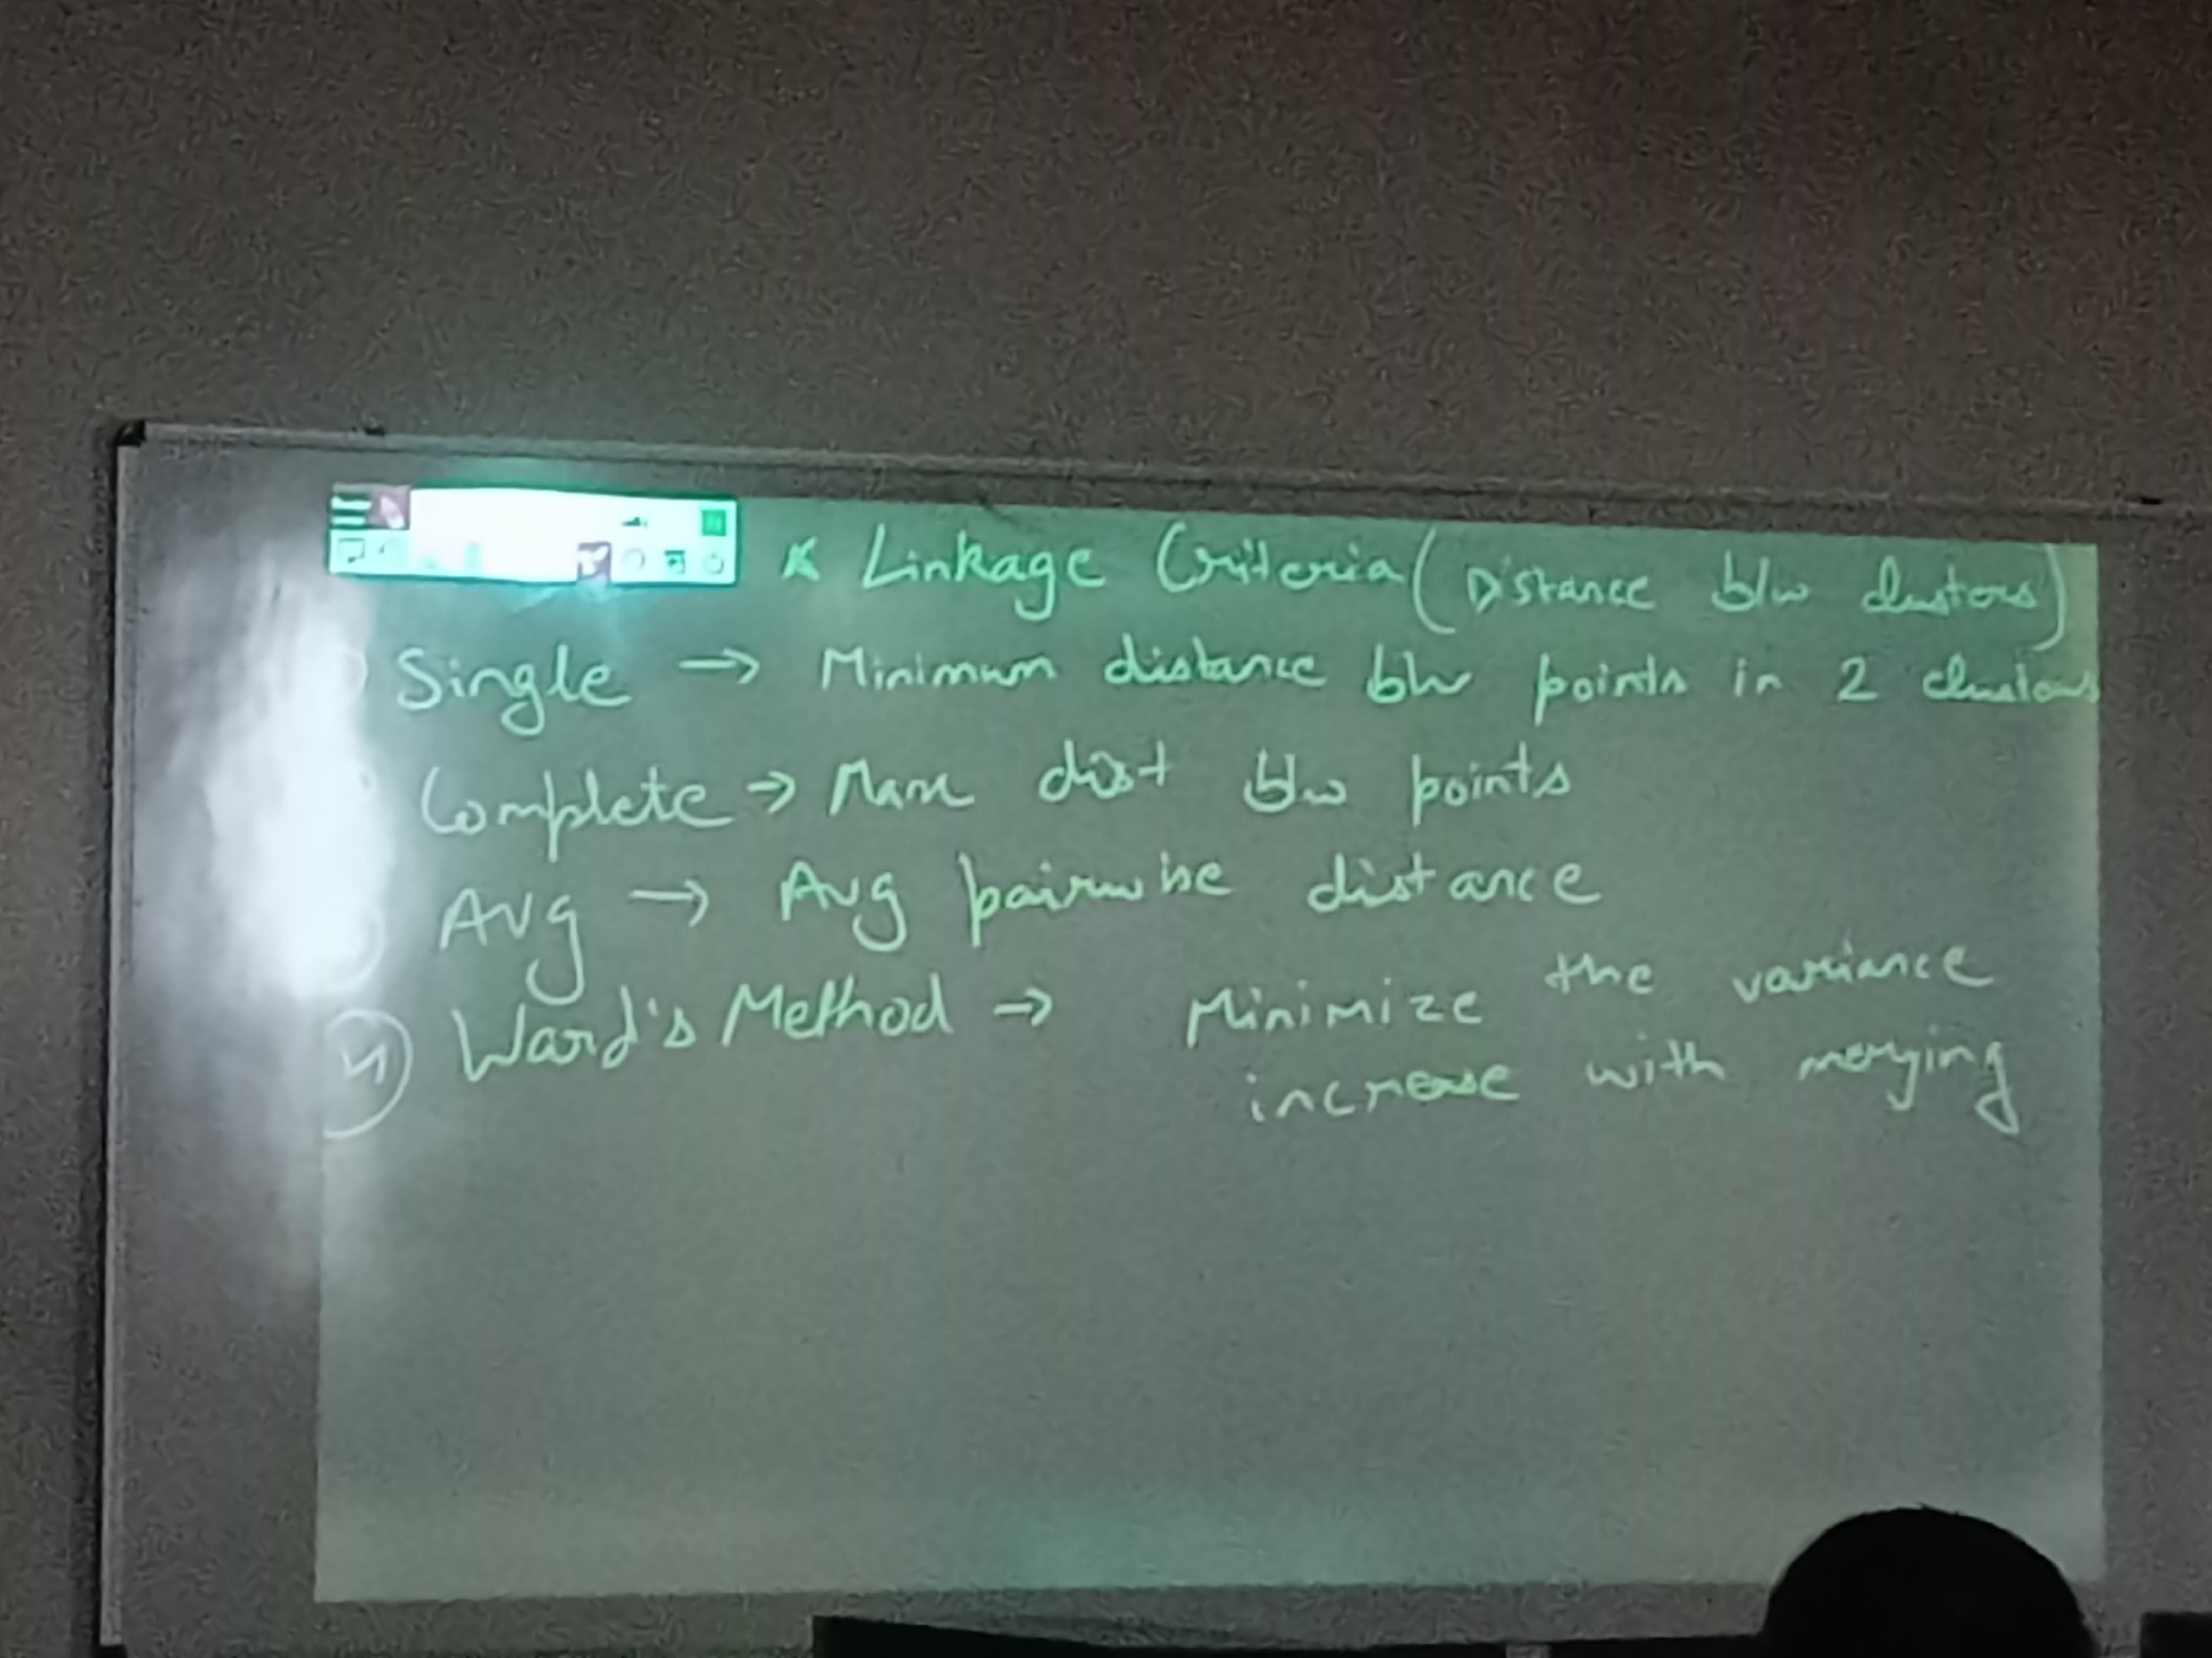 * Linkage Criteria (Distance b/w clusters)
Single → Minimum distance b/w points in 2 clusters
Complete → Max dist b/w points
Avg → Avg pairwise distance
4 Ward's Method → Minimize the variance
increase with merging